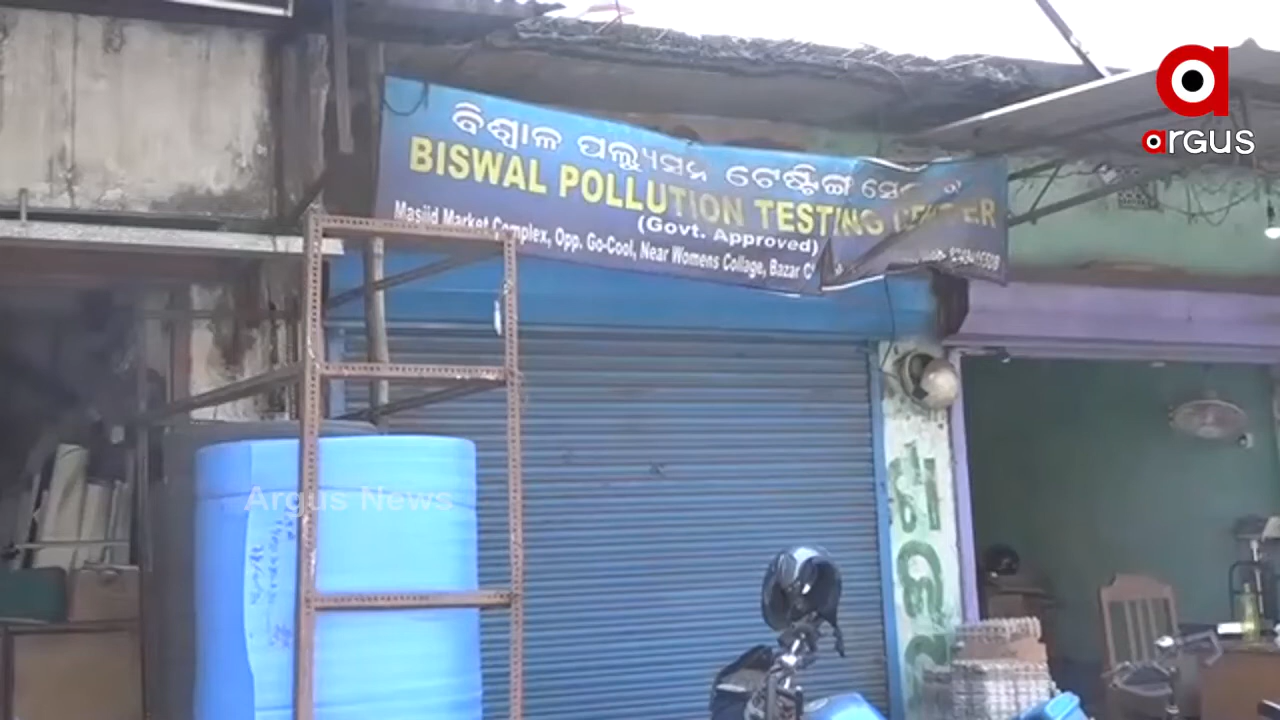 ବିଶ୍ୱାଳ ପଲ୍ୟୁସନ ଟେଷ୍ଟିଙ୍ଗ
BISWAL POLLUTION TESTING CENTER
(Govt. Approved)
Masjid Market Complex, Opp. Go-Cool, Near Womens Collage, Bazar
argus
Argus News